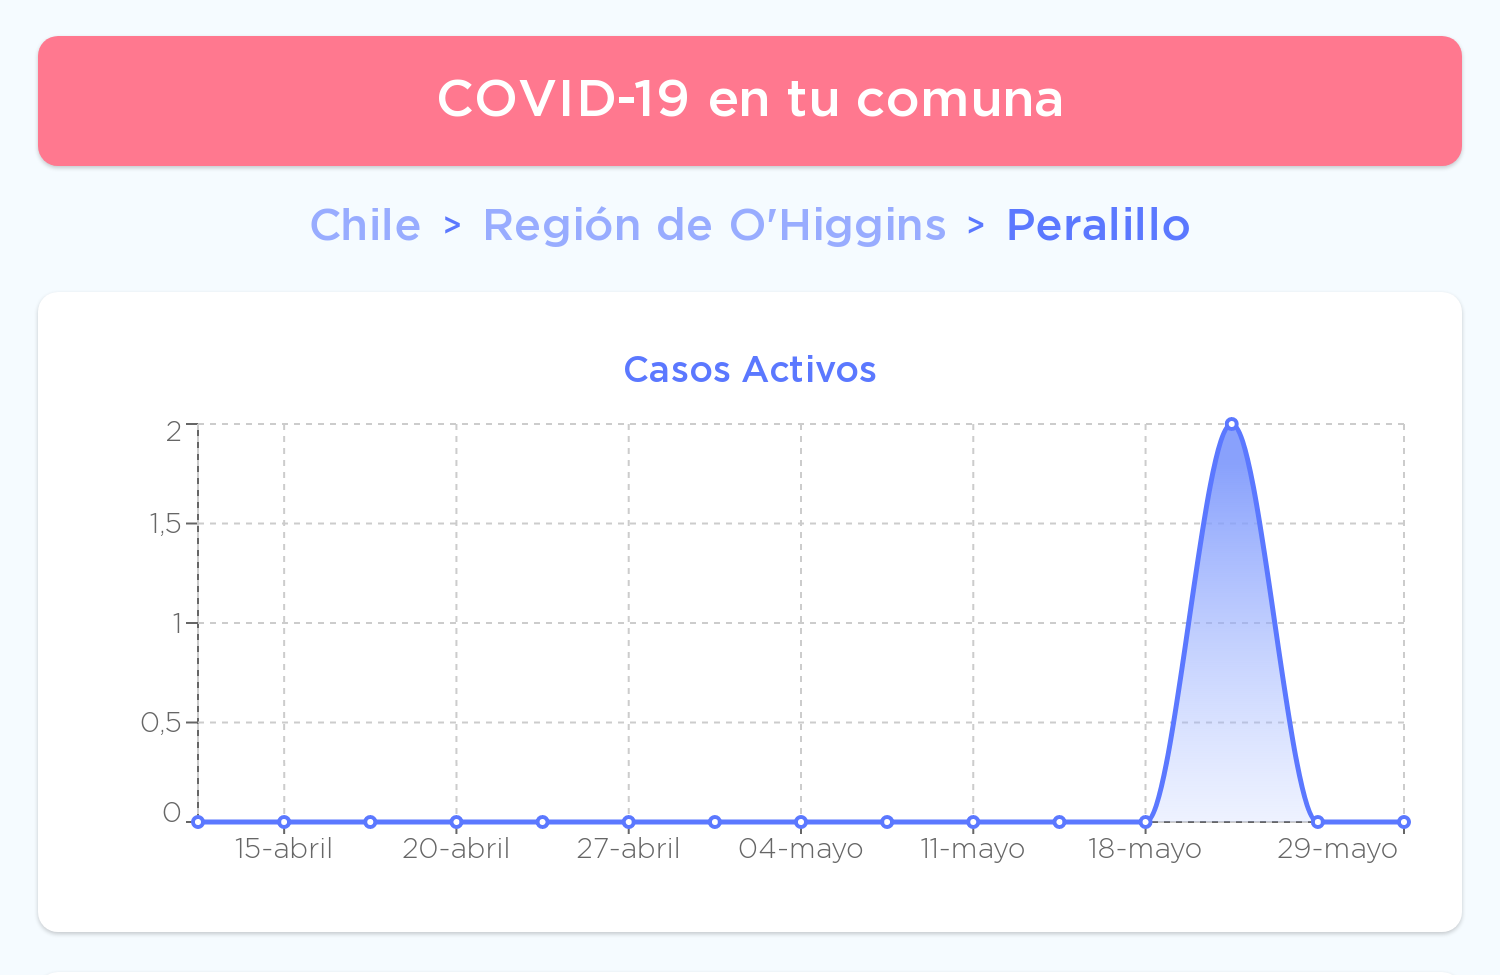 COVID-19 en tu comuna
Chile > Región de O'Higgins > Peralillo
Casos Activos
2
1,5
1
0,5
0
15-abril 20-abril 27-abril 04-mayo 11-mayo 18-mayo 29-mayo